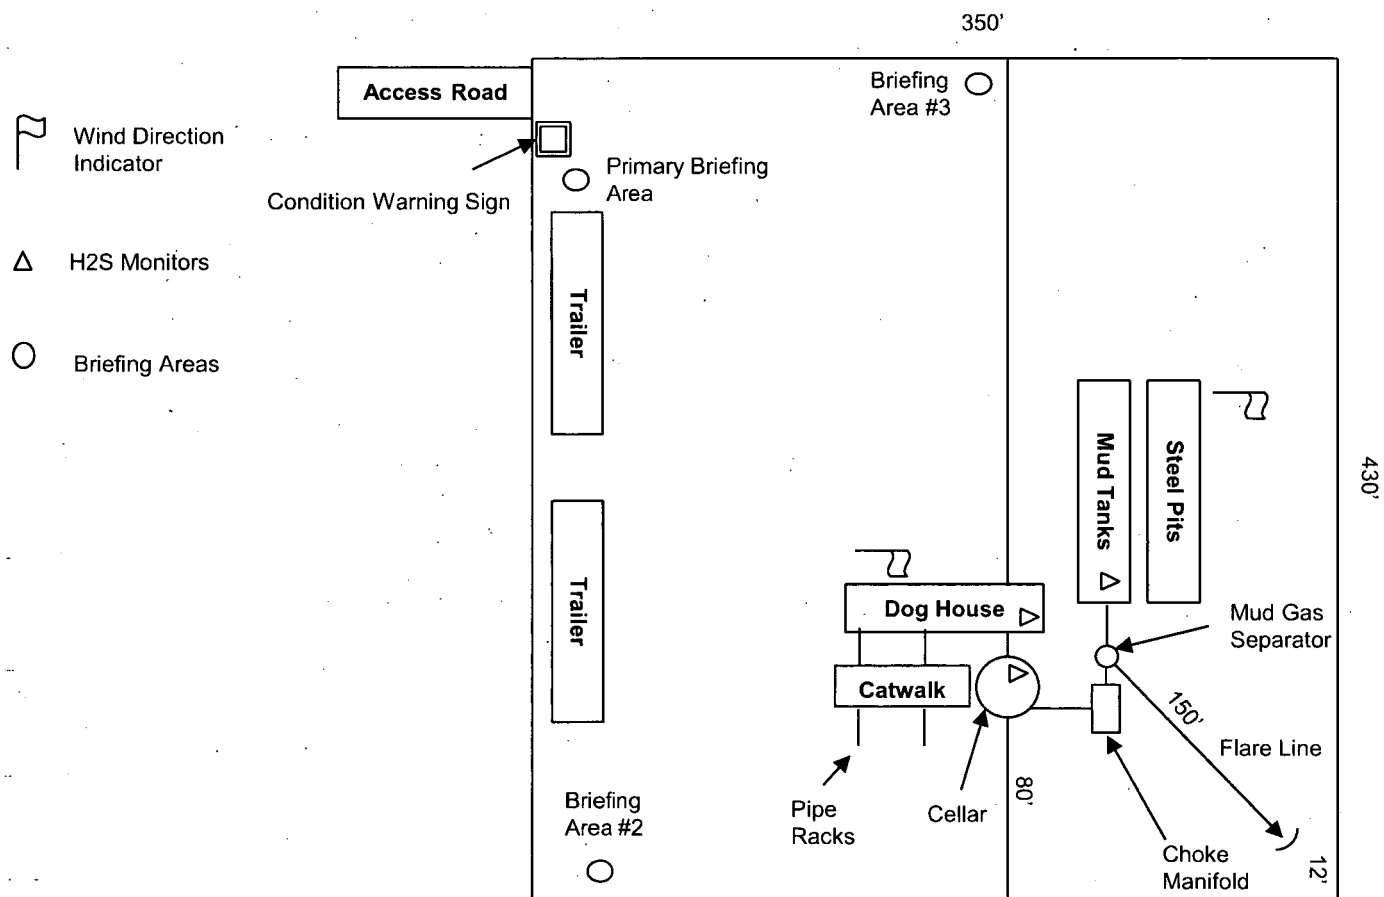 350'
Access Road
Briefing
Area #3
Wind Direction
Indicator
Primary Briefing
Area
Condition Warning Sign
H2S Monitors
Trailer
Briefing Areas
Mud Tanks
Steel Pits
430'
Trailer
Dog House
Mud Gas
Separator
Catwalk
150'
Flare Line
80'
Briefing
Area #2
Pipe
Racks
Cellar
Choke
Manifold
12'